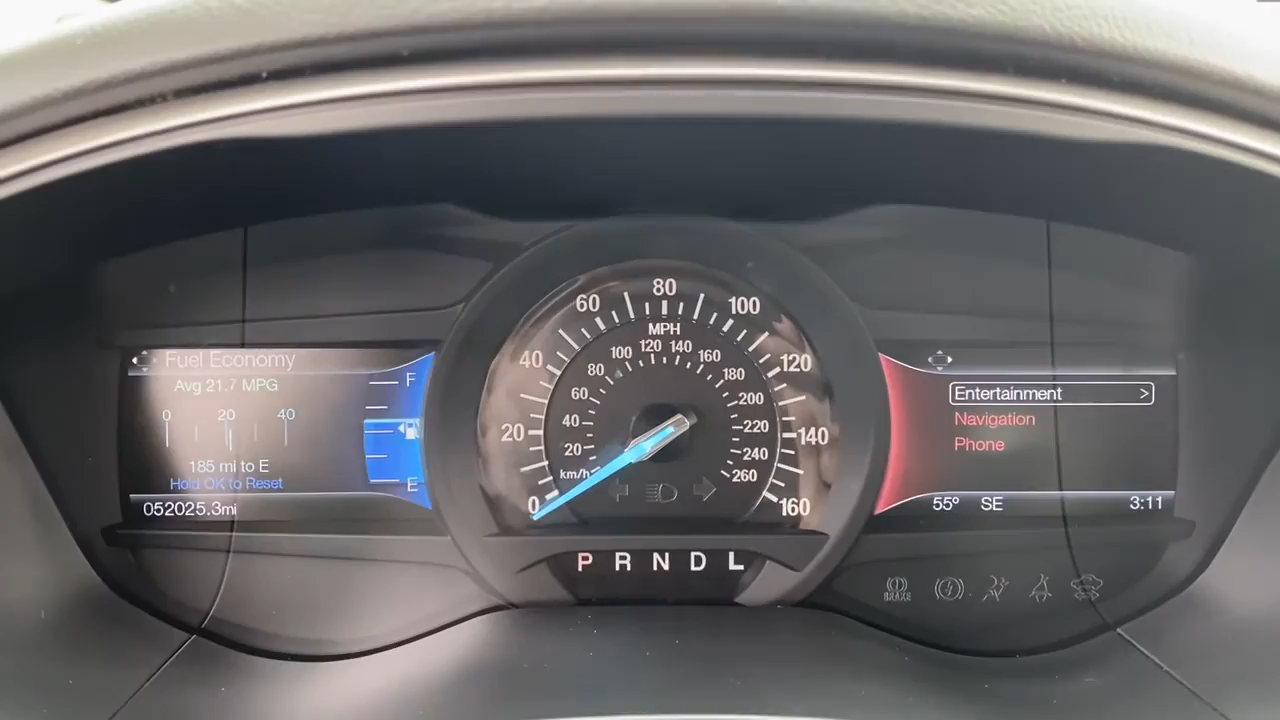 Fuel Economy
Avg 21.7 MPG
0 20 40
185 mi to E
Hold OK to Reset
052025.3mi
F
E
0 20 40 60 80 100 120 140 160
MPH
km/h 20 40 60 80 100 120 140 160 180 200 220 240 260
P R N D L
Entertainment >
Navigation
Phone
55° SE 3:11
BRAKE